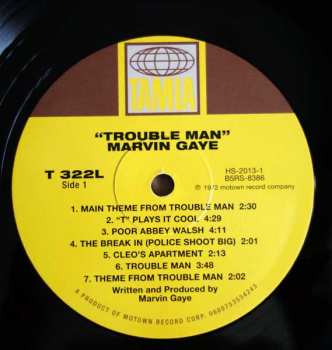 TAMLA
"TROUBLE MAN"
MARVIN GAYE
T 322L
Side 1
HS-2013-1
B5RS-8386
℗ 1972 motown record company
1. MAIN THEME FROM TROUBLE MAN 2:30
2. "T" PLAYS IT COOL 4:29
3. POOR ABBEY WALSH 4:11
4. THE BREAK IN (POLICE SHOOT BIG) 2:01
5. CLEO'S APARTMENT 2:13
6. TROUBLE MAN 3:48
7. THEME FROM TROUBLE MAN 2:02
Written and Produced by
Marvin Gaye
A PRODUCT OF MOTOWN RECORD CORP. 0600753534243